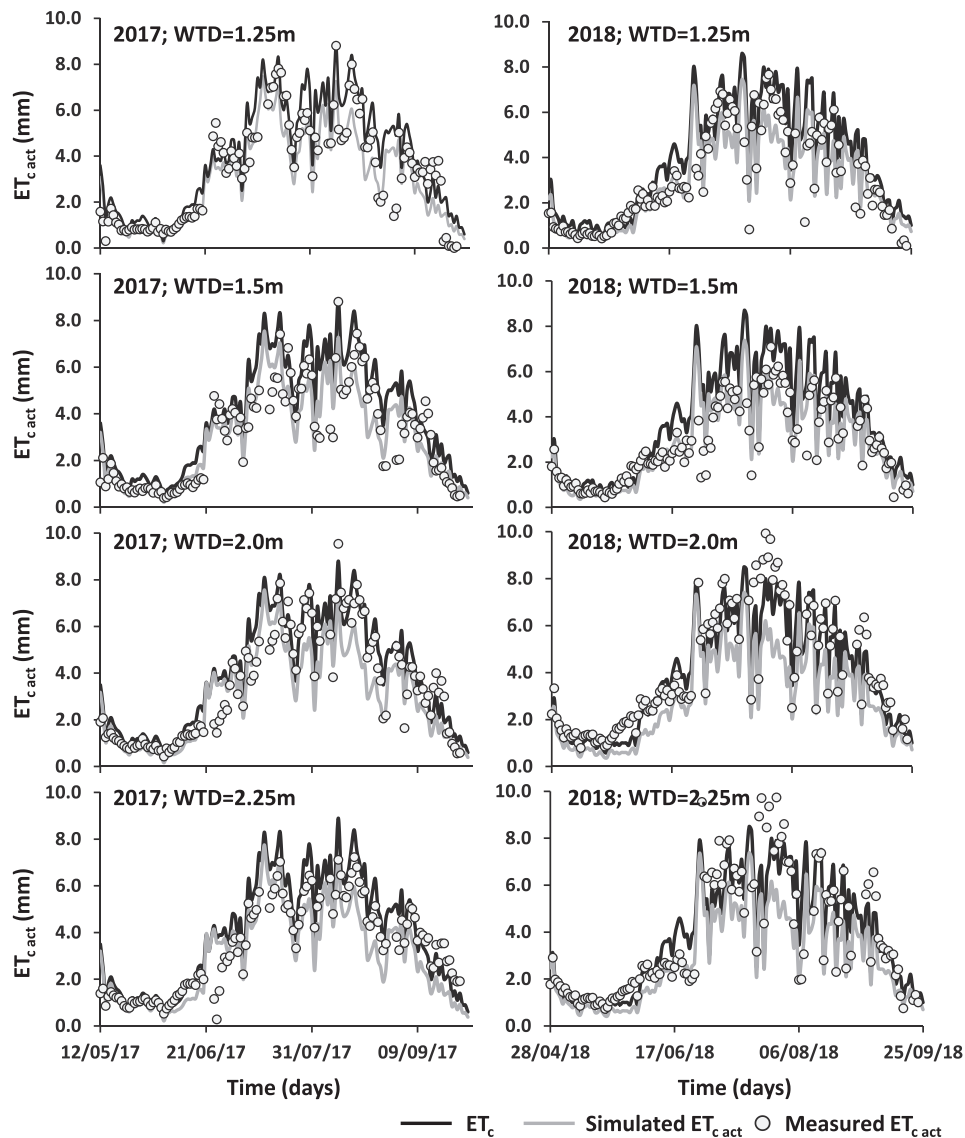 10.0
8.0
6.0
4.0
2.0
0.0
ETc act (mm)
2017; WTD=1.25m
10.0
8.0
6.0
4.0
2.0
0.0
2018; WTD=1.25m
10.0
8.0
6.0
4.0
2.0
0.0
ETc act (mm)
2017; WTD=1.5m
10.0
8.0
6.0
4.0
2.0
0.0
2018; WTD=1.5m
10.0
8.0
6.0
4.0
2.0
0.0
ETc act (mm)
2017; WTD=2.0m
10.0
8.0
6.0
4.0
2.0
0.0
2018; WTD=2.0m
10.0
8.0
6.0
4.0
2.0
0.0
ETc act (mm)
2017; WTD=2.25m
12/05/17 21/06/17 31/07/17 09/09/17
Time (days)
10.0
8.0
6.0
4.0
2.0
0.0
2018; WTD=2.25m
28/04/18 17/06/18 06/08/18 25/09/18
Time (days)
ETc Simulated ETc act Measured ETc act